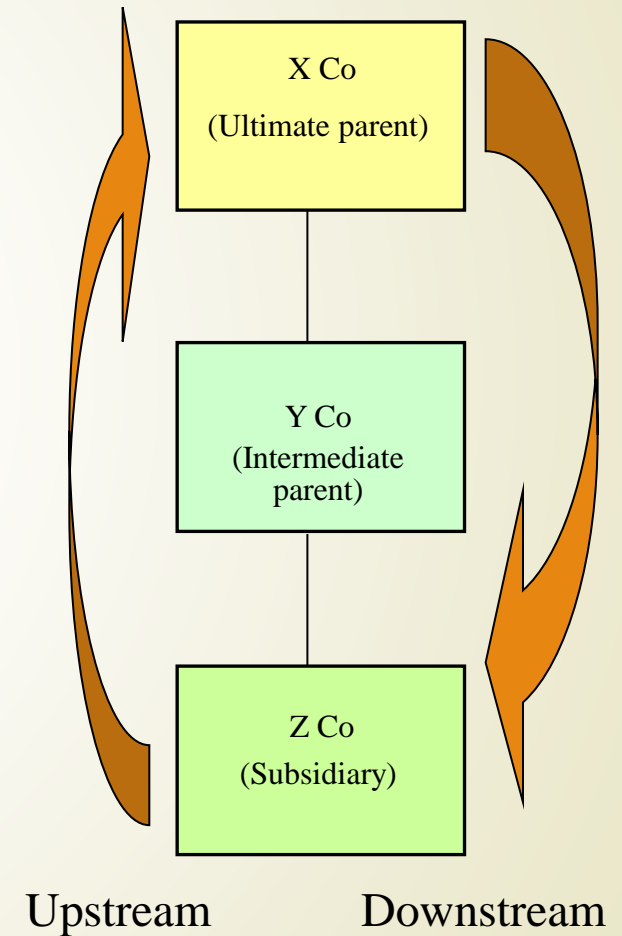 X Co
(Ultimate parent)
Y Co
(Intermediate
parent)
Z Co
(Subsidiary)
Upstream
Downstream